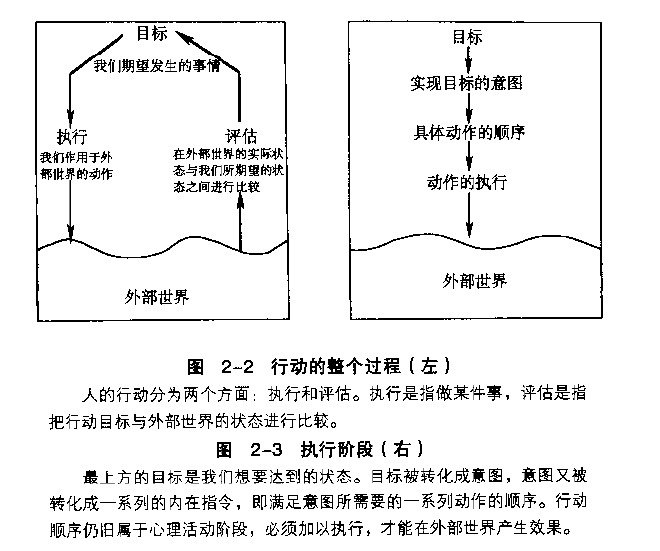 目标
我们期望发生的事情
执行
我们作用于外
部世界的动作
评估
在外部世界的实际状
态与我们所期望的状
态之间进行比较
外部世界
目标
实现目标的意图
具体动作的顺序
动作的执行
外部世界
图 2-2 行动的整个过程（左）
人的行动分为两个方面：执行和评估。执行是指做某件事，评估是指
把行动目标与外部世界的状态进行比较。
图 2-3 执行阶段（右）
最上方的目标是我们想要达到的状态。目标被转化成意图，意图又被
转化成一系列的内在指令，即满足意图所需要的一系列动作的顺序。行动
顺序仍旧属于心理活动阶段，必须加以执行，才能在外部世界产生效果。